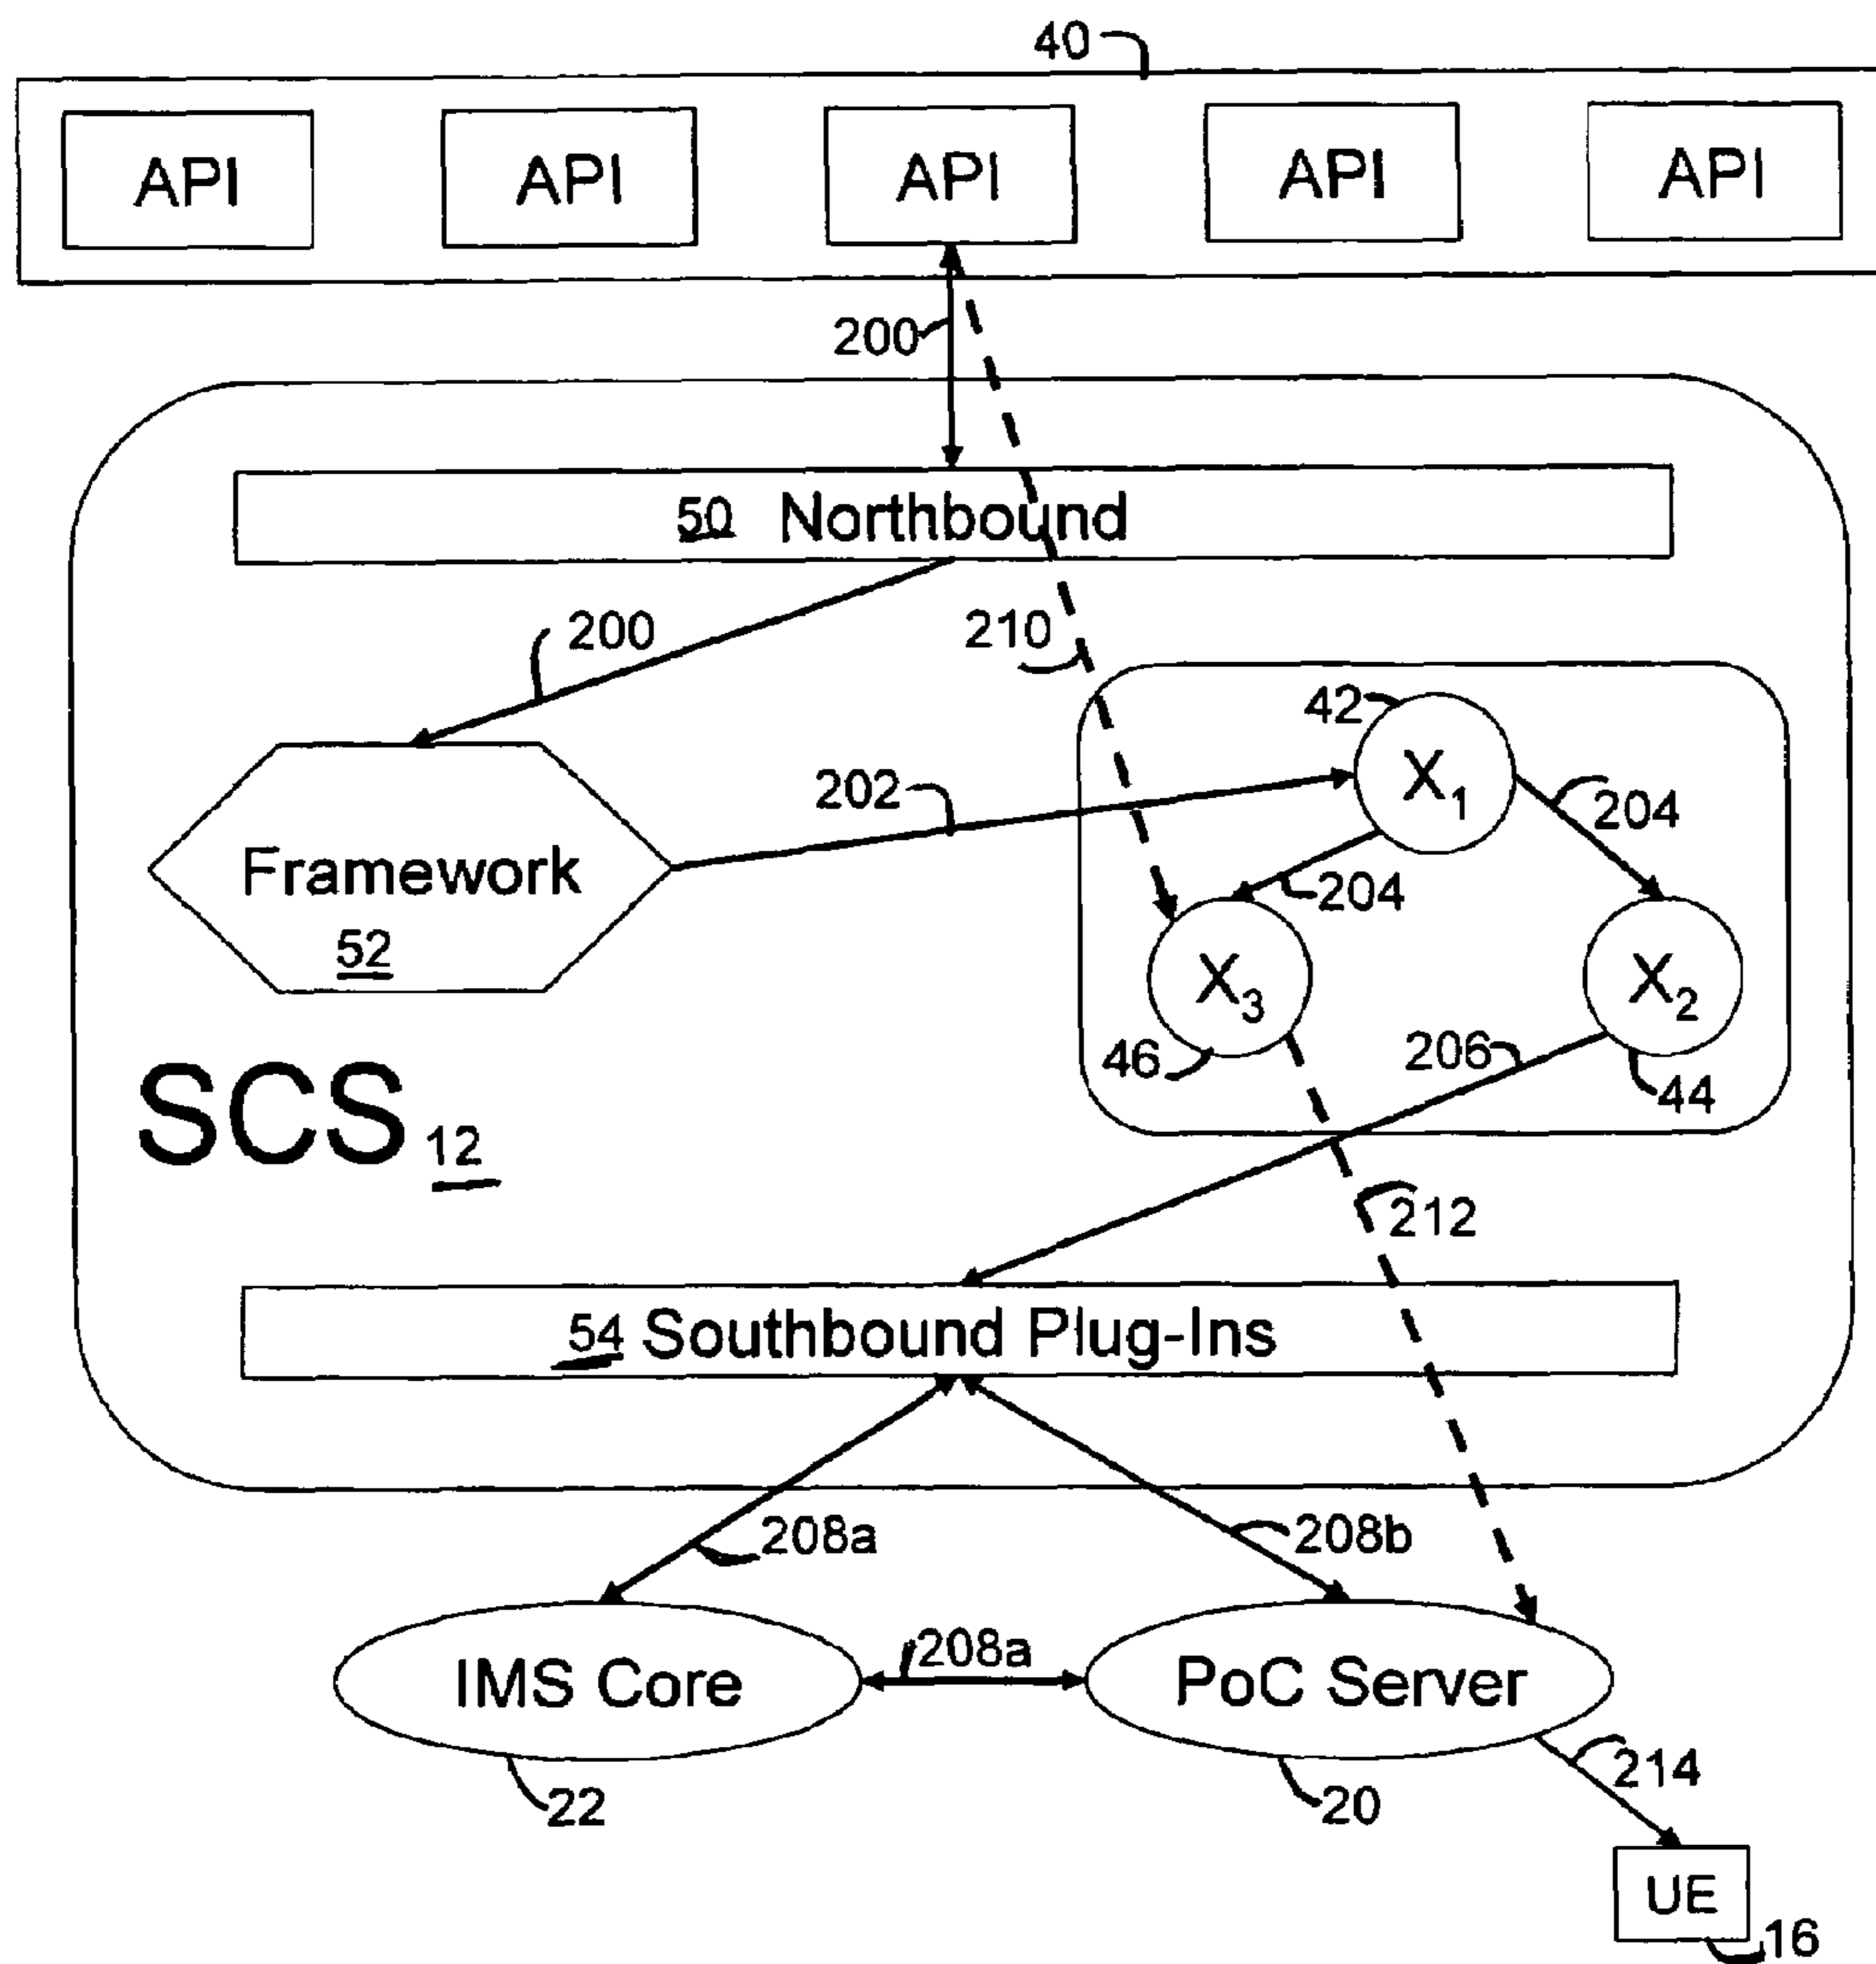 40
API API API API API
200
50 Northbound
200
210
42
X1
202
204
204
Framework
52
X3
X2
46
206
44
SCS 12
212
54 Southbound Plug-Ins
208a
208b
208a
IMS Core
PoC Server
22
20
214
UE
16